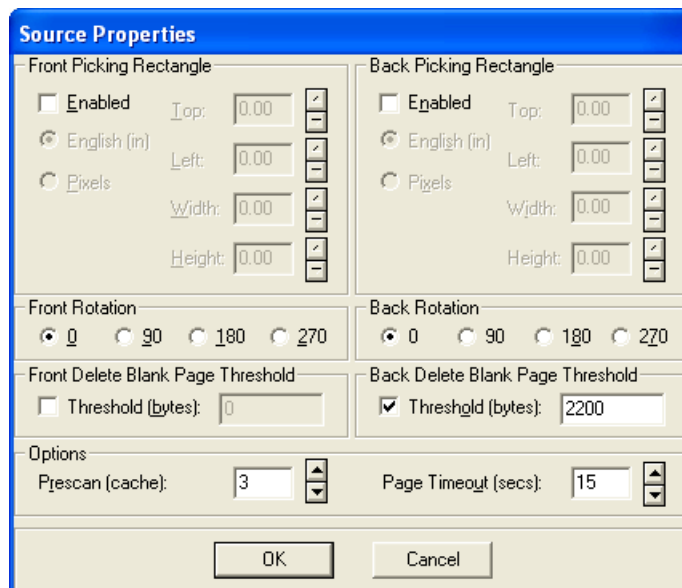 Source Properties
Front Picking Rectangle
Enabled
English (in)
Pixels
Top: 0.00
Left: 0.00
Width: 0.00
Height: 0.00
Back Picking Rectangle
Enabled
English (in)
Pixels
Top: 0.00
Left: 0.00
Width: 0.00
Height: 0.00
Front Rotation
0 90 180 270
Back Rotation
0 90 180 270
Front Delete Blank Page Threshold
Threshold (bytes): 0
Back Delete Blank Page Threshold
Threshold (bytes): 2200
Options
Prescan (cache): 3 Page Timeout (secs): 15
OK Cancel